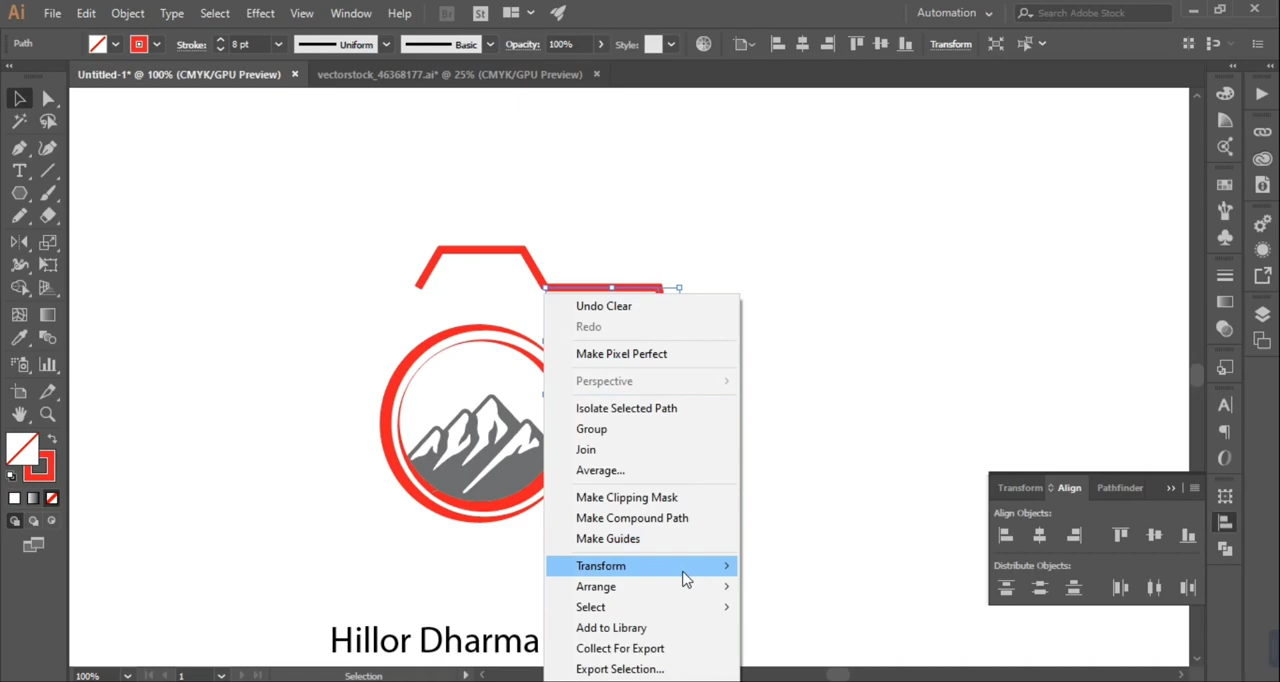 Ai File Edit Object Type Select Effect View Window Help Br St Automation Search Adobe Stock
Path Stroke: 8 pt Uniform Basic Opacity: 100% Style: Transform
Untitled-1* @ 100% (CMYK/GPU Preview) × vectorstock_46368177.ai* @ 25% (CMYK/GPU Preview) ×
Undo Clear
Redo
Make Pixel Perfect
Perspective
Isolate Selected Path
Group
Join
Average...
Make Clipping Mask
Make Compound Path
Make Guides
Transform
Arrange
Select
Add to Library
Collect For Export
Export Selection...
Transform Align Pathfinder
Align Objects:
Distribute Objects:
Hillor Dharma
100% 1 Selection